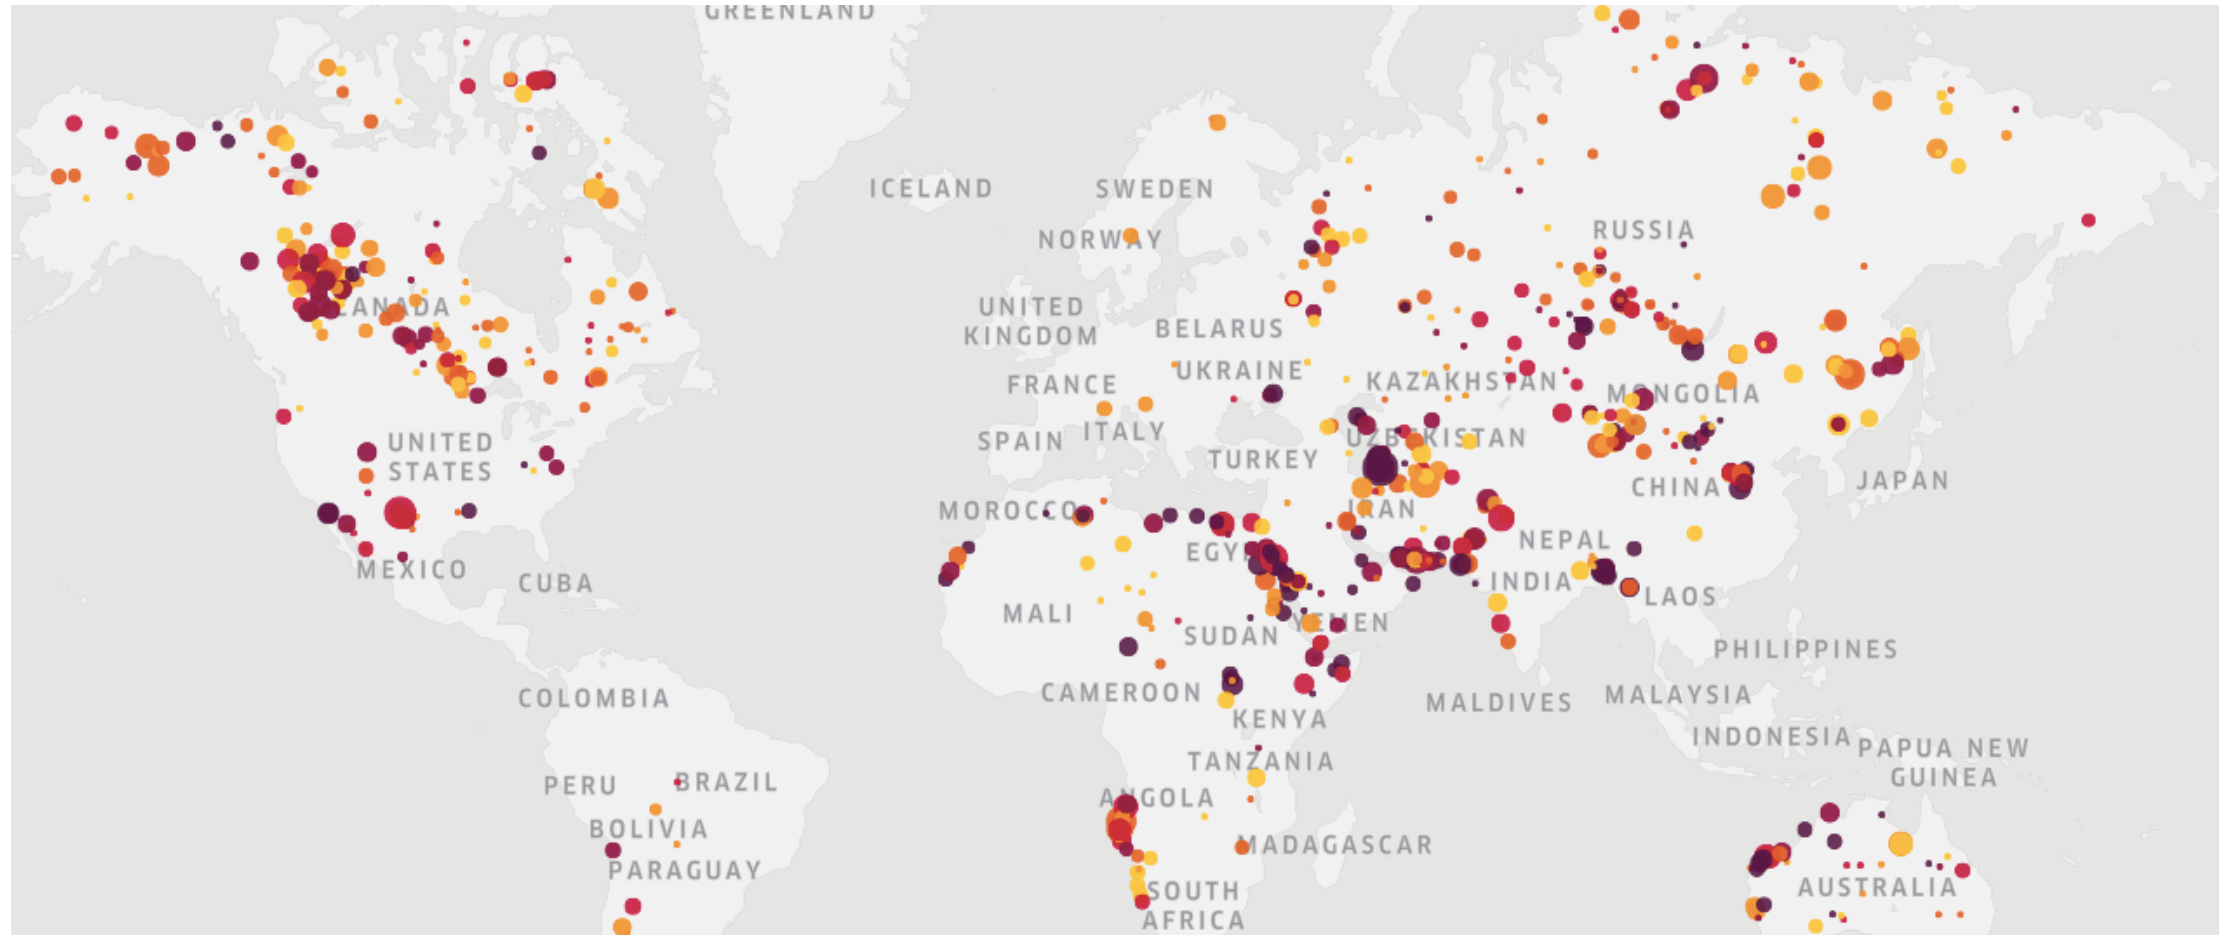 GREENLAND
ICELAND
SWEDEN
NORWAY
RUSSIA
UNITED
KINGDOM
CANADA
BELARUS
UKRAINE
FRANCE
KAZAKHSTAN
MONGOLIA
ITALY
SPAIN
UZBEKISTAN
UNITED
STATES
TURKEY
CHINA
JAPAN
MOROCCO
IRAN
NEPAL
EGY
MEXICO
CUBA
INDIA
LAOS
MALI
YEMEN
SUDAN
PHILIPPINES
COLOMBIA
CAMEROON
MALDIVES
MALAYSIA
KENYA
INDONESIA
PAPUA NEW
GUINEA
TANZANIA
PERU
BRAZIL
ANGOLA
BOLIVIA
MADAGASCAR
PARAGUAY
SOUTH
AFRICA
AUSTRALIA